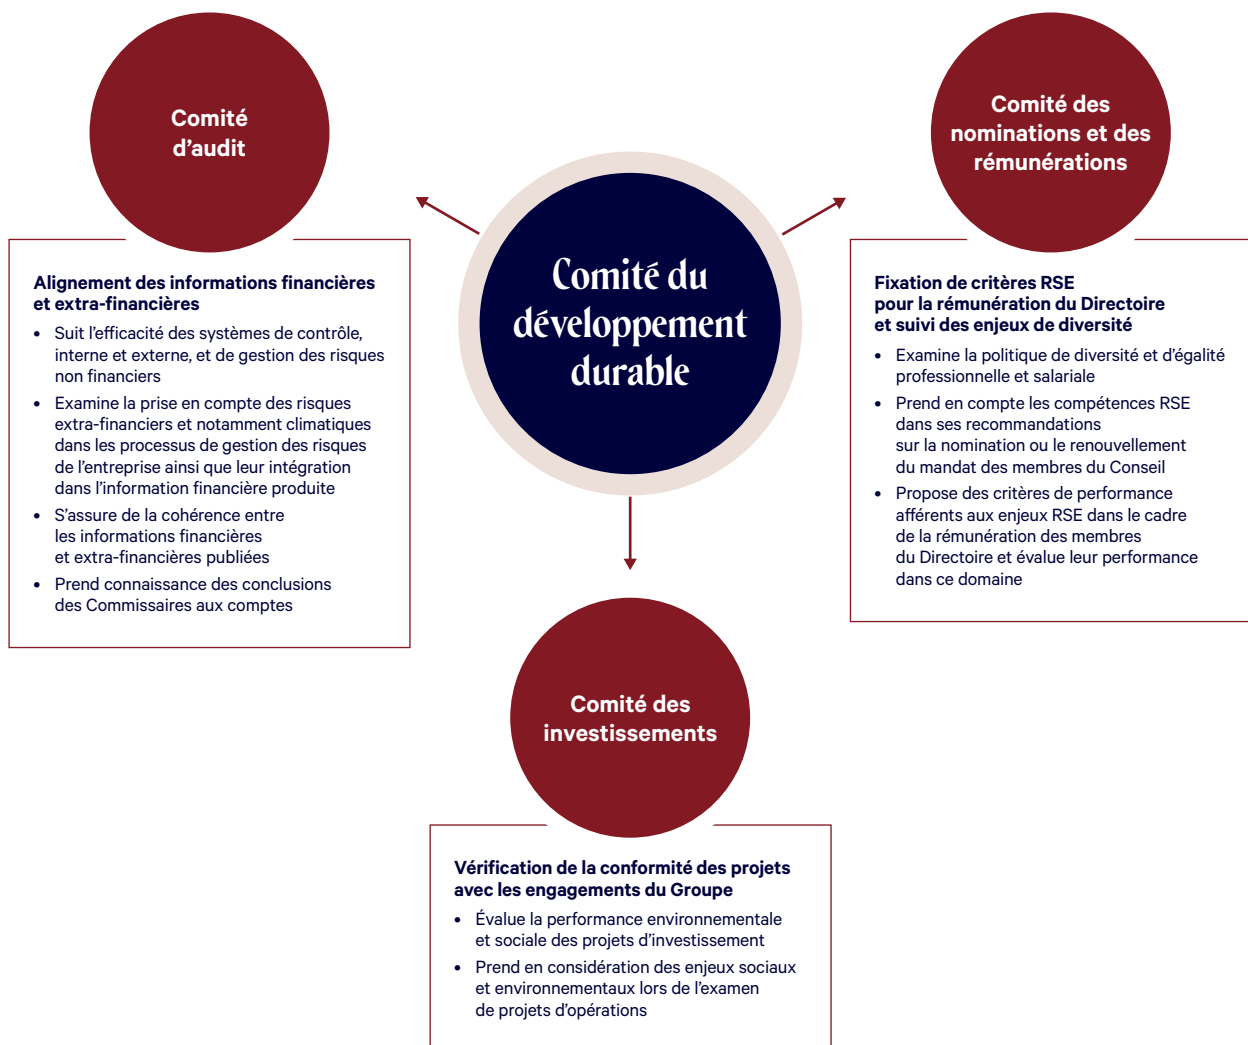 Comité
d’audit
Alignement des informations financières
et extra-financières
• Suit l’efficacité des systèmes de contrôle,
interne et externe, et de gestion des risques
non financiers
• Examine la prise en compte des risques
extra-financiers et notamment climatiques
dans les processus de gestion des risques
de l’entreprise ainsi que leur intégration
dans l’information financière produite
• S’assure de la cohérence entre
les informations financières
et extra-financières publiées
• Prend connaissance des conclusions
des Commissaires aux comptes
Comité du
développement
durable
Comité des
nominations et des
rémunérations
Fixation de critères RSE
pour la rémunération du Directoire
et suivi des enjeux de diversité
• Examine la politique de diversité et d’égalité
professionnelle et salariale
• Prend en compte les compétences RSE
dans ses recommandations
sur la nomination ou le renouvellement
du mandat des membres du Conseil
• Propose des critères de performance
afférents aux enjeux RSE dans le cadre
de la rémunération des membres
du Directoire et évalue leur performance
dans ce domaine
Comité des
investissements
Vérification de la conformité des projets
avec les engagements du Groupe
• Évalue la performance environnementale
et sociale des projets d’investissement
• Prend en considération des enjeux sociaux
et environnementaux lors de l’examen
de projets d’opérations